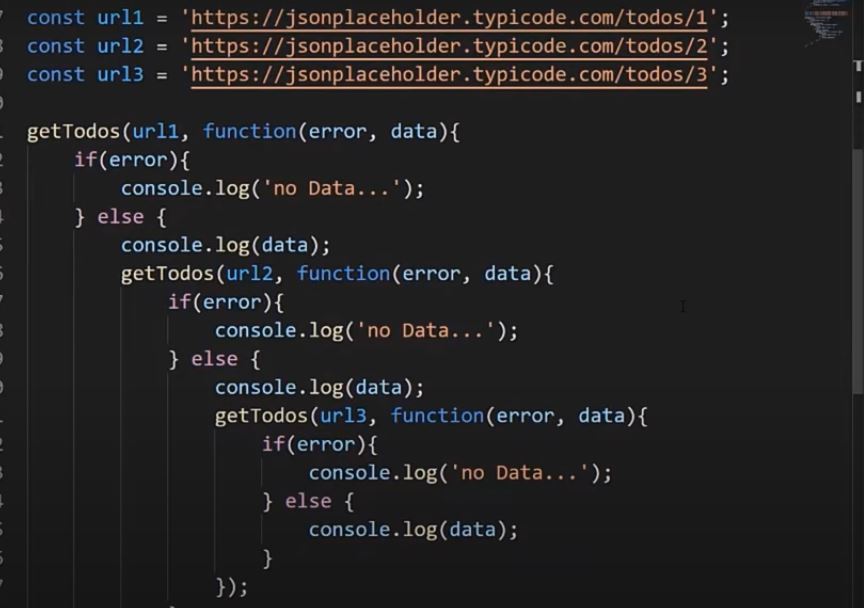 const url1 = 'https://jsonplaceholder.typicode.com/todos/1';
const url2 = 'https://jsonplaceholder.typicode.com/todos/2';
const url3 = 'https://jsonplaceholder.typicode.com/todos/3';

getTodos(url1, function(error, data){
    if(error){
        console.log('no Data...');
    } else {
        console.log(data);
        getTodos(url2, function(error, data){
            if(error){
                console.log('no Data...');
            } else {
                console.log(data);
                getTodos(url3, function(error, data){
                    if(error){
                        console.log('no Data...');
                    } else {
                        console.log(data);
                    }
                });